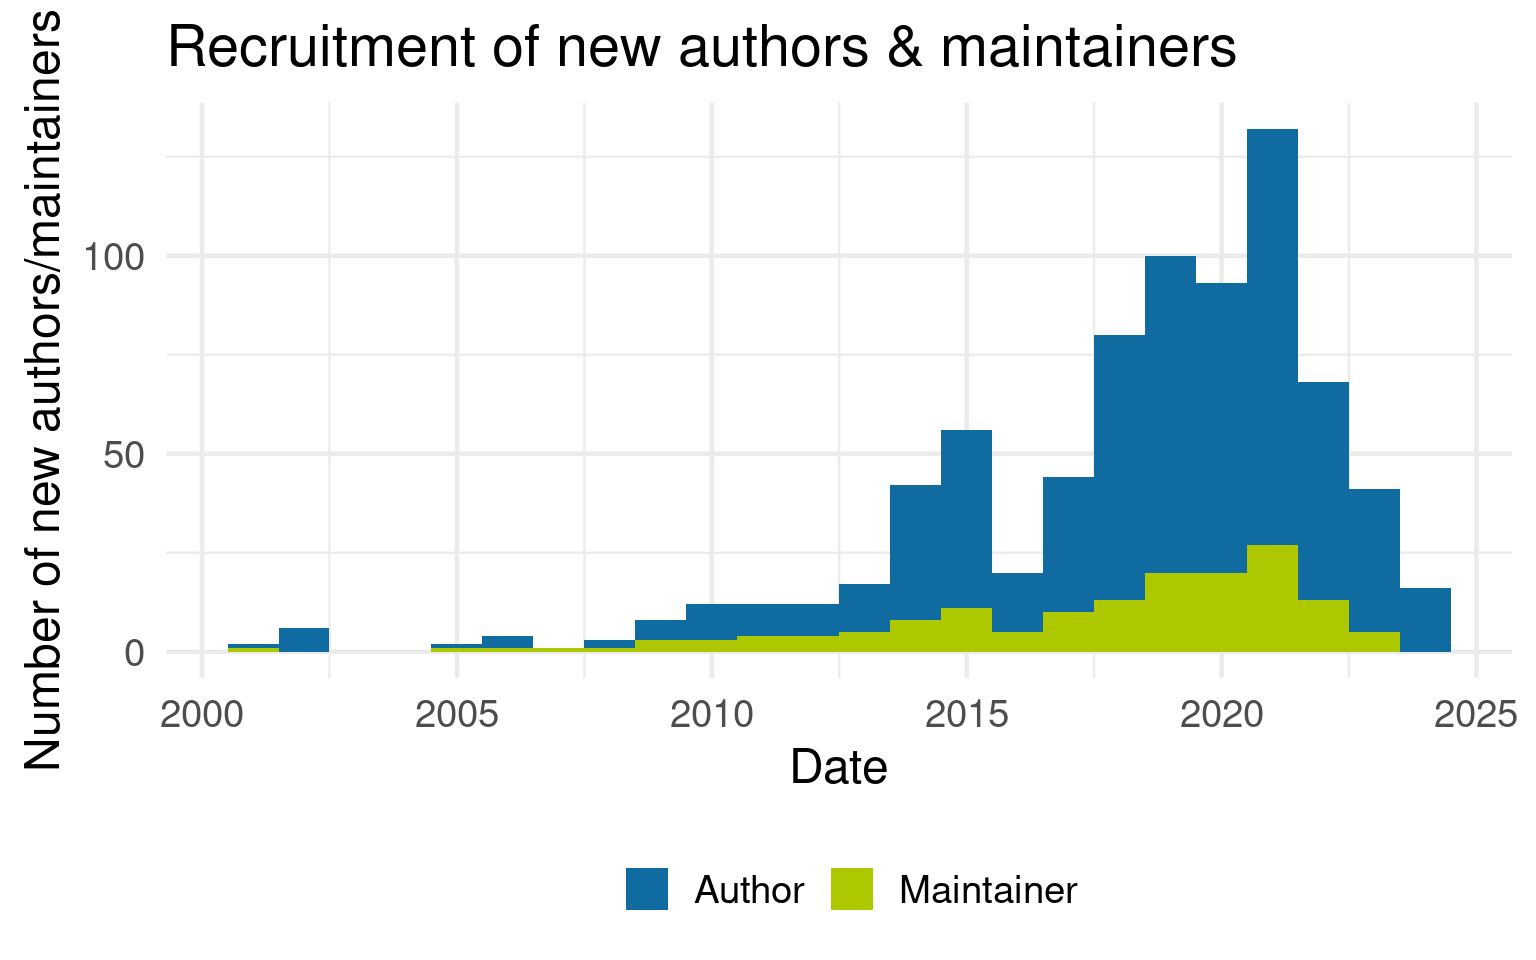 Recruitment of new authors & maintainers
Number of new authors/maintainers
100
50
0
2000 2005 2010 2015 2020 2025
Date
Author Maintainer